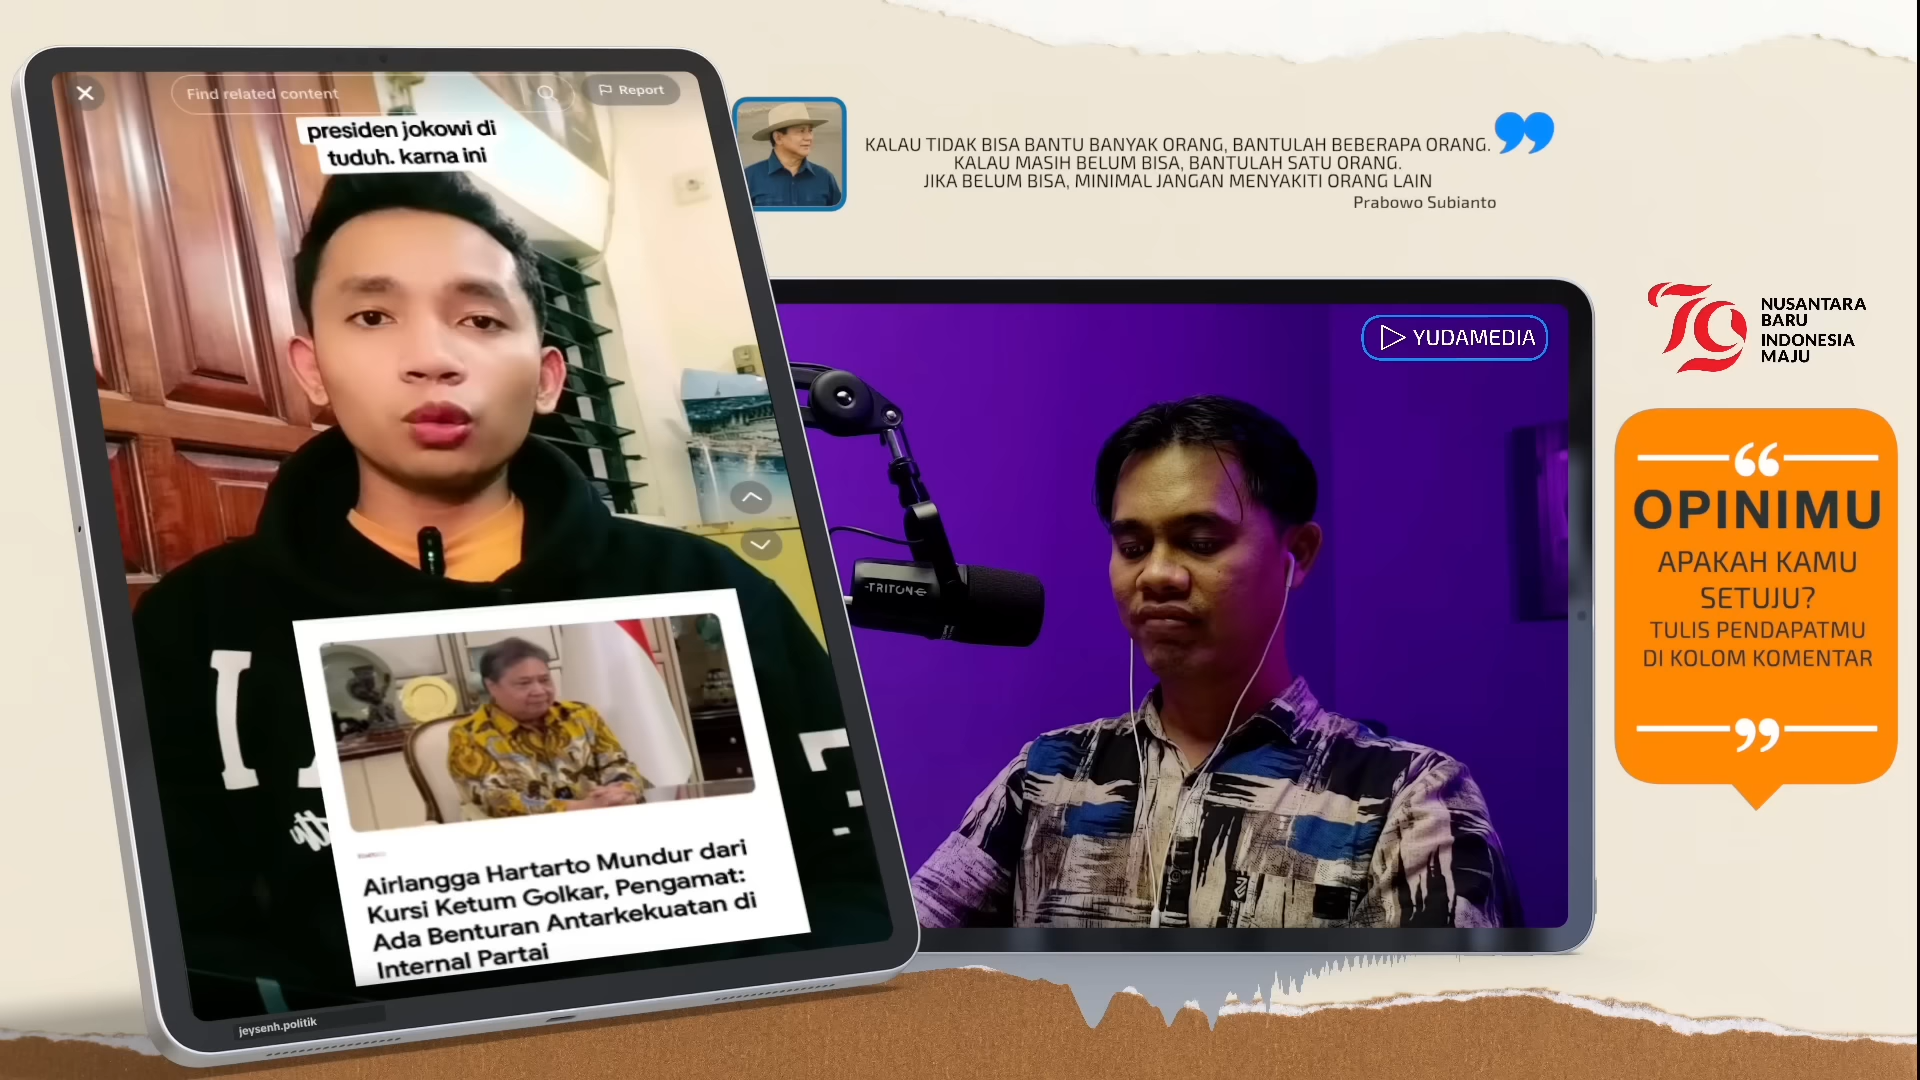 Find related content
Report
presiden jokowi di
tuduh. karna ini
Airlangga Hartarto Mundur dari
Kursi Ketum Golkar, Pengamat:
Ada Benturan Antarkekuatan di
Internal Partai
jeysenh.politik
KALAU TIDAK BISA BANTU BANYAK ORANG, BANTULAH BEBERAPA ORANG.
KALAU MASIH BELUM BISA, BANTULAH SATU ORANG.
JIKA BELUM BISA, MINIMAL JANGAN MENYAKITI ORANG LAIN
Prabowo Subianto
YUDAMEDIA
TRITON
79
NUSANTARA
BARU
INDONESIA
MAJU
OPINIMU
APAKAH KAMU
SETUJU?
TULIS PENDAPATMU
DI KOLOM KOMENTAR